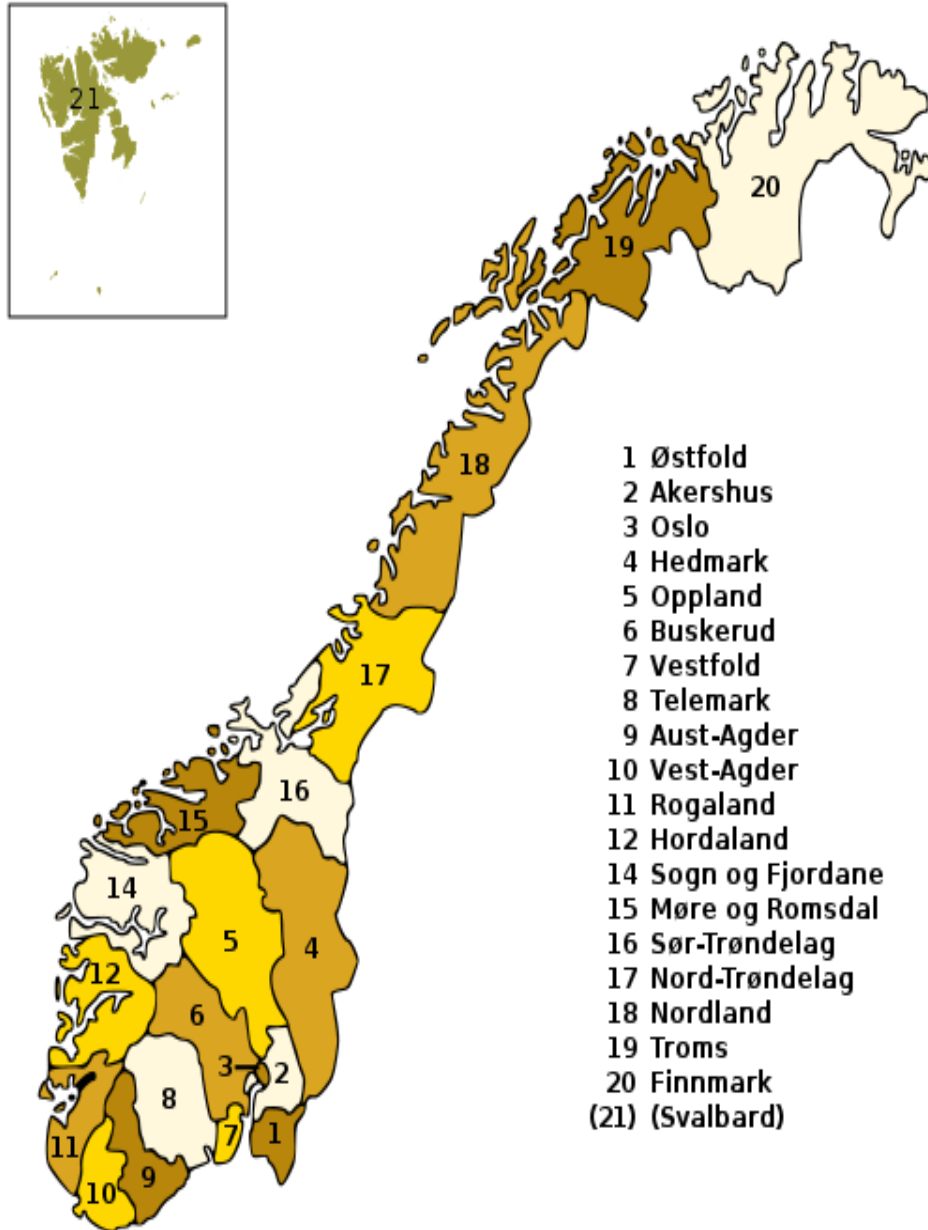 21
20
19
18
17
16
15
14
5
4
12
6
3
2
8
7
1
11
9
10
1 Østfold
2 Akershus
3 Oslo
4 Hedmark
5 Oppland
6 Buskerud
7 Vestfold
8 Telemark
9 Aust-Agder
10 Vest-Agder
11 Rogaland
12 Hordaland
14 Sogn og Fjordane
15 Møre og Romsdal
16 Sør-Trøndelag
17 Nord-Trøndelag
18 Nordland
19 Troms
20 Finnmark
(21) (Svalbard)